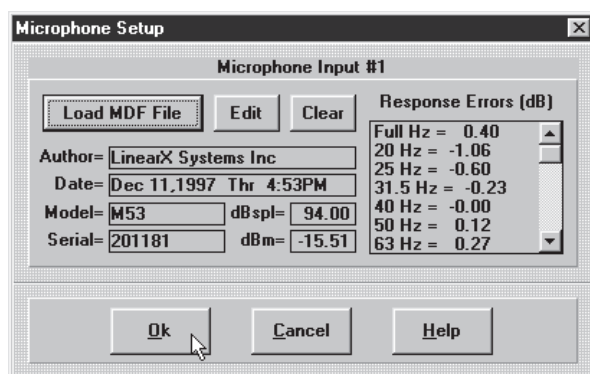 Microphone Setup
Microphone Input #1
Load MDF File Edit Clear
Author= LinearX Systems Inc
Date= Dec 11,1997 Thr 4:53PM
Model= M53 dBspl= 94.00
Serial= 201181 dBm= -15.51
Response Errors (dB)
Full Hz = 0.40
20 Hz = -1.06
25 Hz = -0.60
31.5 Hz = -0.23
40 Hz = -0.00
50 Hz = 0.12
63 Hz = 0.27
Ok Cancel Help